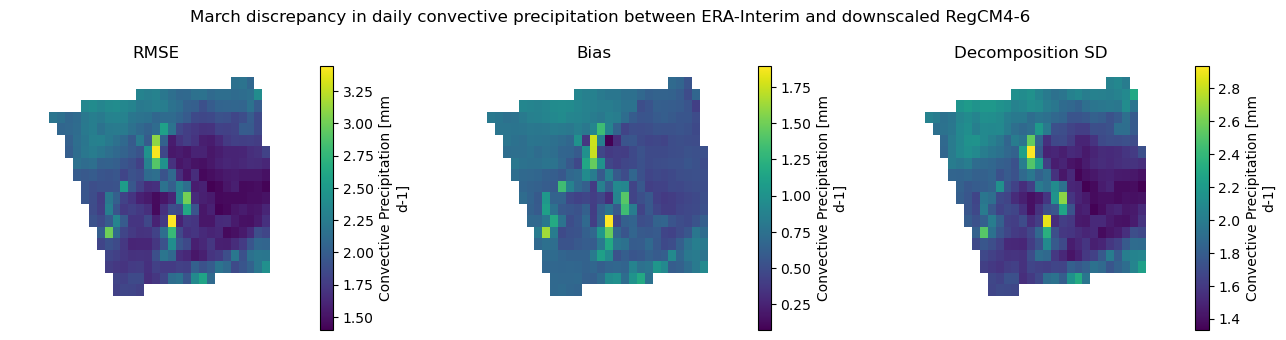 March discrepancy in daily convective precipitation between ERA-Interim and downscaled RegCM4-6
RMSE
3.25
3.00
2.75
2.50
2.25
2.00
1.75
1.50
Convective Precipitation [mm
d-1]
Bias
1.75
1.50
1.25
1.00
0.75
0.50
0.25
Convective Precipitation [mm
d-1]
Decomposition SD
2.8
2.6
2.4
2.2
2.0
1.8
1.6
1.4
Convective Precipitation [mm
d-1]